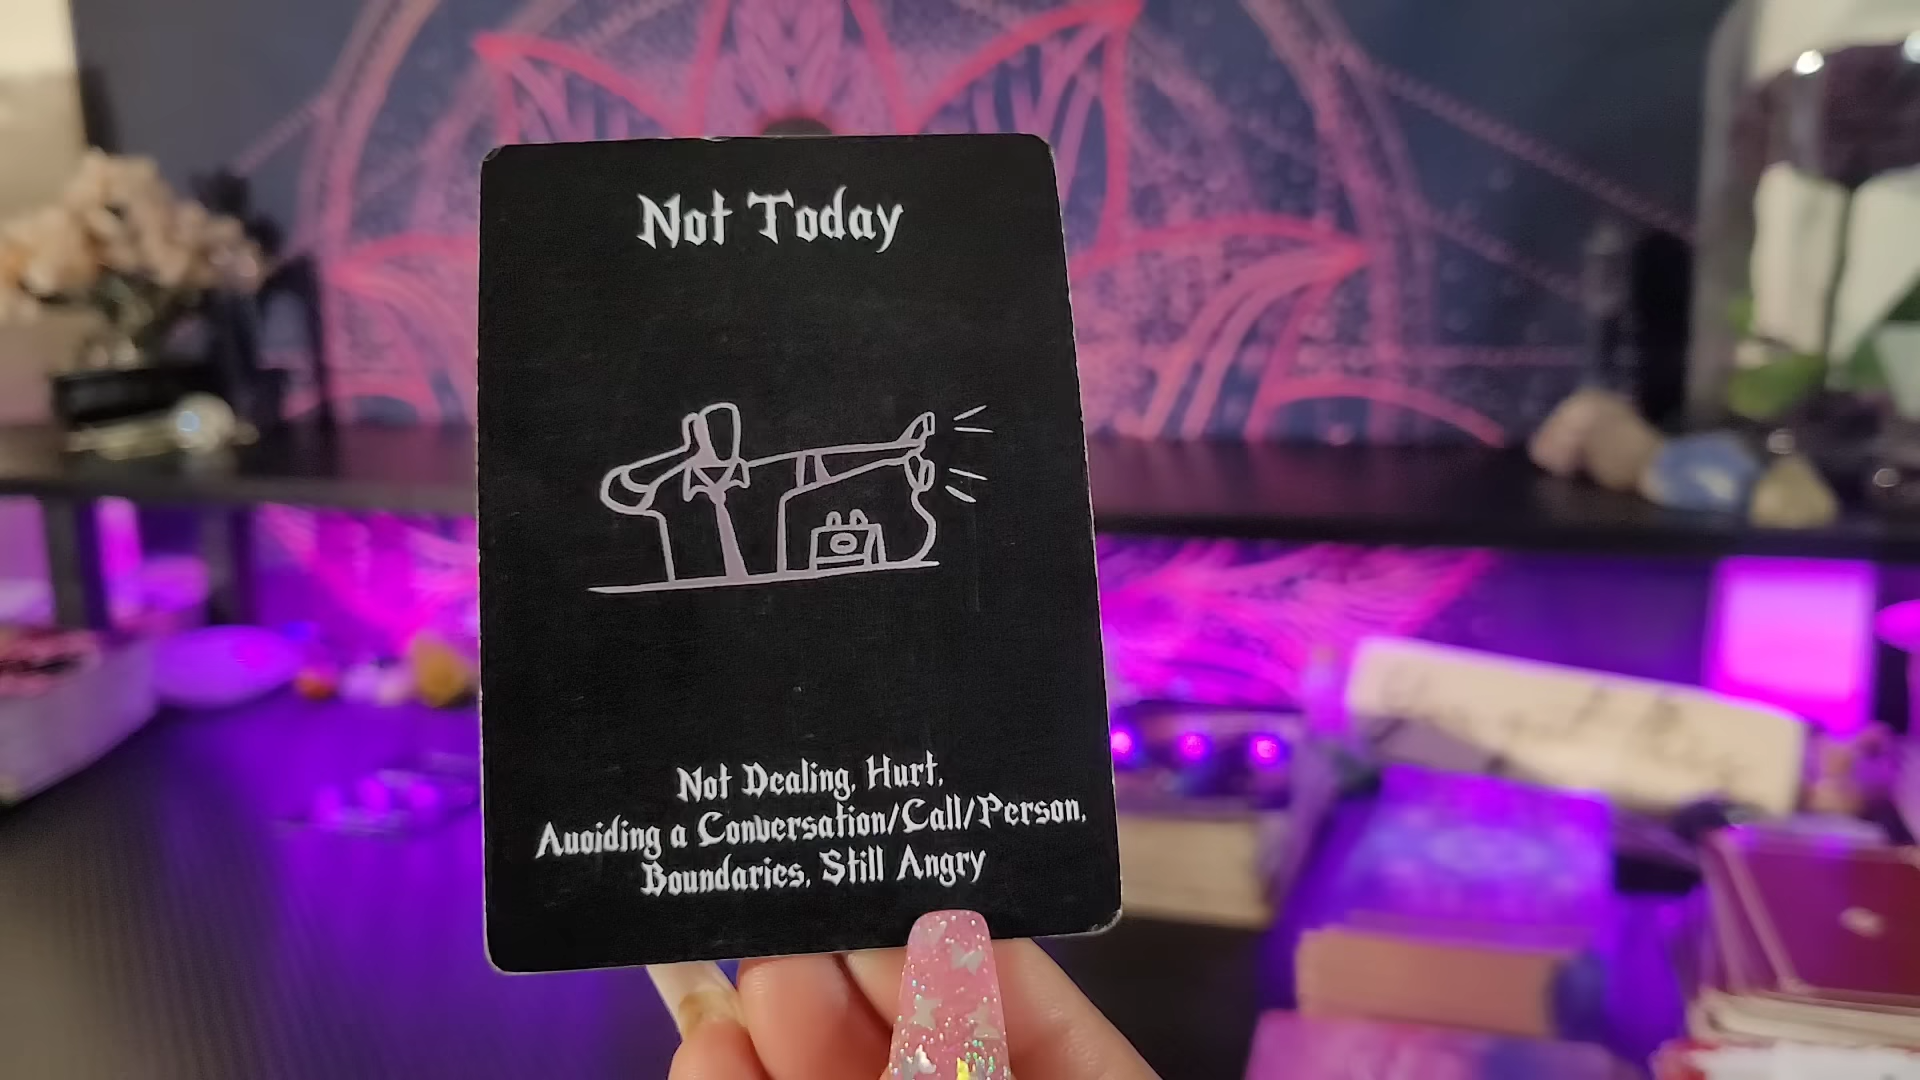 Not Today
Not Dealing, Hurt,
Avoiding a Conversation/Call/Person,
Boundaries, Still Angry